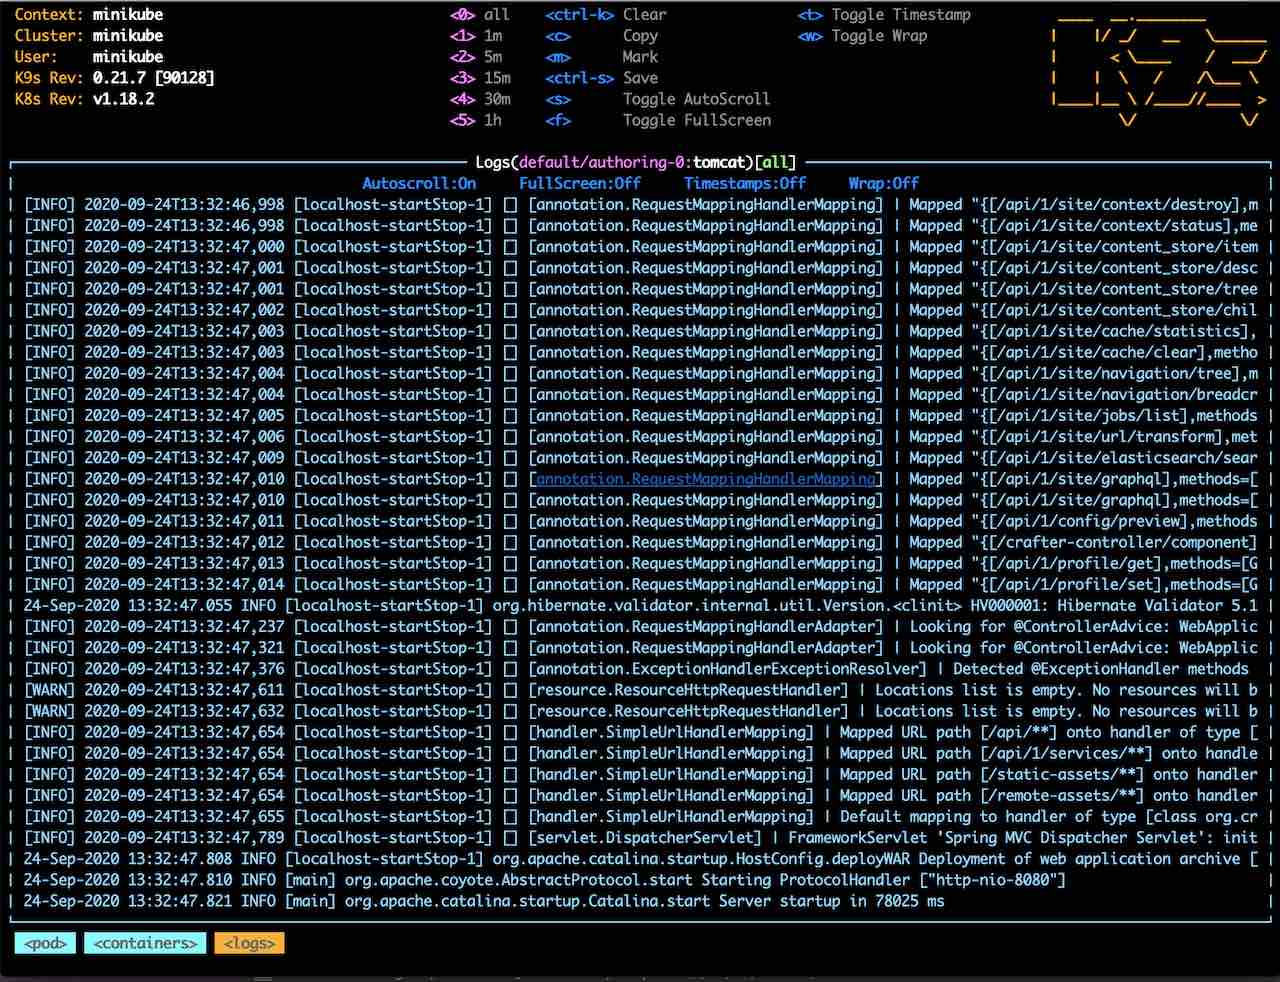 Context: minikube <0> all <ctrl-k> Clear <t> Toggle Timestamp
Cluster: minikube <1> 1m <c> Copy <w> Toggle Wrap
User: minikube <2> 5m <m> Mark
K9s Rev: 0.21.7 [90128] <3> 15m <ctrl-s> Save
K8s Rev: v1.18.2 <4> 30m <s> Toggle AutoScroll
<5> 1h <f> Toggle FullScreen
Logs(default/authoring-0:tomcat)[all]
Autoscroll:On FullScreen:Off Timestamps:Off Wrap:Off
[INFO] 2020-09-24T13:32:46,998 [localhost-startStop-1] [] [annotation.RequestMappingHandlerMapping] | Mapped "{[/api/1/site/context/destroy],m
[INFO] 2020-09-24T13:32:46,998 [localhost-startStop-1] [] [annotation.RequestMappingHandlerMapping] | Mapped "{[/api/1/site/context/status],me
[INFO] 2020-09-24T13:32:47,000 [localhost-startStop-1] [] [annotation.RequestMappingHandlerMapping] | Mapped "{[/api/1/site/content_store/item
[INFO] 2020-09-24T13:32:47,001 [localhost-startStop-1] [] [annotation.RequestMappingHandlerMapping] | Mapped "{[/api/1/site/content_store/desc
[INFO] 2020-09-24T13:32:47,001 [localhost-startStop-1] [] [annotation.RequestMappingHandlerMapping] | Mapped "{[/api/1/site/content_store/tree
[INFO] 2020-09-24T13:32:47,002 [localhost-startStop-1] [] [annotation.RequestMappingHandlerMapping] | Mapped "{[/api/1/site/content_store/chil
[INFO] 2020-09-24T13:32:47,003 [localhost-startStop-1] [] [annotation.RequestMappingHandlerMapping] | Mapped "{[/api/1/site/cache/statistics],
[INFO] 2020-09-24T13:32:47,003 [localhost-startStop-1] [] [annotation.RequestMappingHandlerMapping] | Mapped "{[/api/1/site/cache/clear],metho
[INFO] 2020-09-24T13:32:47,004 [localhost-startStop-1] [] [annotation.RequestMappingHandlerMapping] | Mapped "{[/api/1/site/navigation/tree],m
[INFO] 2020-09-24T13:32:47,004 [localhost-startStop-1] [] [annotation.RequestMappingHandlerMapping] | Mapped "{[/api/1/site/navigation/breadcr
[INFO] 2020-09-24T13:32:47,005 [localhost-startStop-1] [] [annotation.RequestMappingHandlerMapping] | Mapped "{[/api/1/site/jobs/list],methods
[INFO] 2020-09-24T13:32:47,006 [localhost-startStop-1] [] [annotation.RequestMappingHandlerMapping] | Mapped "{[/api/1/site/url/transform],met
[INFO] 2020-09-24T13:32:47,009 [localhost-startStop-1] [] [annotation.RequestMappingHandlerMapping] | Mapped "{[/api/1/site/elasticsearch/sear
[INFO] 2020-09-24T13:32:47,010 [localhost-startStop-1] [] [annotation.RequestMappingHandlerMapping] | Mapped "{[/api/1/site/graphql],methods=[
[INFO] 2020-09-24T13:32:47,010 [localhost-startStop-1] [] [annotation.RequestMappingHandlerMapping] | Mapped "{[/api/1/site/graphql],methods=[
[INFO] 2020-09-24T13:32:47,011 [localhost-startStop-1] [] [annotation.RequestMappingHandlerMapping] | Mapped "{[/api/1/config/preview],methods
[INFO] 2020-09-24T13:32:47,012 [localhost-startStop-1] [] [annotation.RequestMappingHandlerMapping] | Mapped "{[/crafter-controller/component]
[INFO] 2020-09-24T13:32:47,013 [localhost-startStop-1] [] [annotation.RequestMappingHandlerMapping] | Mapped "{[/api/1/profile/get],methods=[G
[INFO] 2020-09-24T13:32:47,014 [localhost-startStop-1] [] [annotation.RequestMappingHandlerMapping] | Mapped "{[/api/1/profile/set],methods=[G
24-Sep-2020 13:32:47.055 INFO [localhost-startStop-1] org.hibernate.validator.internal.util.Version.<clinit> HV000001: Hibernate Validator 5.1
[INFO] 2020-09-24T13:32:47,237 [localhost-startStop-1] [] [annotation.RequestMappingHandlerAdapter] | Looking for @ControllerAdvice: WebApplic
[INFO] 2020-09-24T13:32:47,321 [localhost-startStop-1] [] [annotation.RequestMappingHandlerAdapter] | Looking for @ControllerAdvice: WebApplic
[INFO] 2020-09-24T13:32:47,376 [localhost-startStop-1] [] [annotation.ExceptionHandlerExceptionResolver] | Detected @ExceptionHandler methods
[WARN] 2020-09-24T13:32:47,611 [localhost-startStop-1] [] [resource.ResourceHttpRequestHandler] | Locations list is empty. No resources will b
[WARN] 2020-09-24T13:32:47,632 [localhost-startStop-1] [] [resource.ResourceHttpRequestHandler] | Locations list is empty. No resources will b
[INFO] 2020-09-24T13:32:47,654 [localhost-startStop-1] [] [handler.SimpleUrlHandlerMapping] | Mapped URL path [/api/**] onto handler of type [
[INFO] 2020-09-24T13:32:47,654 [localhost-startStop-1] [] [handler.SimpleUrlHandlerMapping] | Mapped URL path [/api/1/services/**] onto handle
[INFO] 2020-09-24T13:32:47,654 [localhost-startStop-1] [] [handler.SimpleUrlHandlerMapping] | Mapped URL path [/static-assets/**] onto handler
[INFO] 2020-09-24T13:32:47,654 [localhost-startStop-1] [] [handler.SimpleUrlHandlerMapping] | Mapped URL path [/remote-assets/**] onto handler
[INFO] 2020-09-24T13:32:47,655 [localhost-startStop-1] [] [handler.SimpleUrlHandlerMapping] | Default mapping to handler of type [class org.cr
[INFO] 2020-09-24T13:32:47,789 [localhost-startStop-1] [] [servlet.DispatcherServlet] | FrameworkServlet 'Spring MVC Dispatcher Servlet': init
24-Sep-2020 13:32:47.808 INFO [localhost-startStop-1] org.apache.catalina.startup.HostConfig.deployWAR Deployment of web application archive [
24-Sep-2020 13:32:47.810 INFO [main] org.apache.coyote.AbstractProtocol.start Starting ProtocolHandler ["http-nio-8080"]
24-Sep-2020 13:32:47.821 INFO [main] org.apache.catalina.startup.Catalina.start Server startup in 78025 ms
<pod> <containers> <logs>